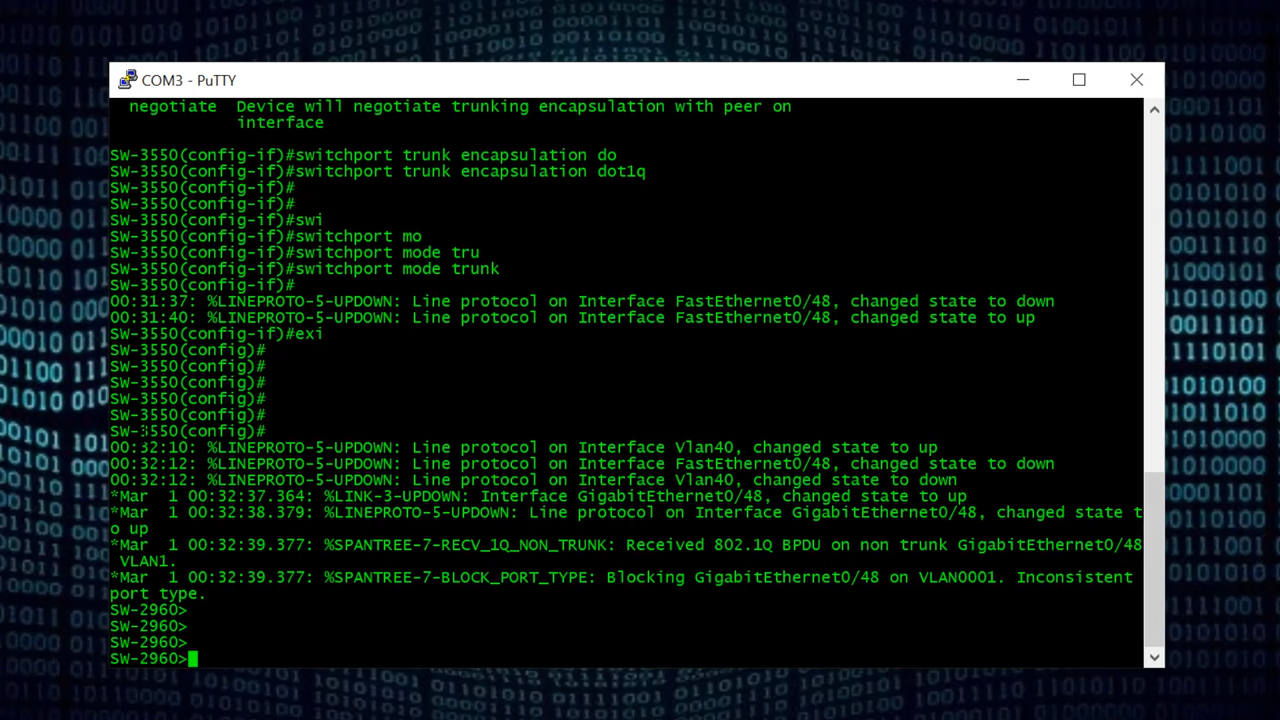 COM3 - PuTTY
negotiate  Device will negotiate trunking encapsulation with peer on
interface
SW-3550(config-if)#switchport trunk encapsulation do
SW-3550(config-if)#switchport trunk encapsulation dot1q
SW-3550(config-if)#
SW-3550(config-if)#
SW-3550(config-if)#swi
SW-3550(config-if)#switchport mo
SW-3550(config-if)#switchport mode tru
SW-3550(config-if)#switchport mode trunk
SW-3550(config-if)#
00:31:37: %LINEPROTO-5-UPDOWN: Line protocol on Interface FastEthernet0/48, changed state to down
00:31:40: %LINEPROTO-5-UPDOWN: Line protocol on Interface FastEthernet0/48, changed state to up
SW-3550(config-if)#exi
SW-3550(config)#
SW-3550(config)#
SW-3550(config)#
SW-3550(config)#
SW-3550(config)#
SW-3550(config)#
00:32:10: %LINEPROTO-5-UPDOWN: Line protocol on Interface Vlan40, changed state to up
00:32:12: %LINEPROTO-5-UPDOWN: Line protocol on Interface FastEthernet0/48, changed state to down
00:32:12: %LINEPROTO-5-UPDOWN: Line protocol on Interface Vlan40, changed state to down
*Mar  1 00:32:37.364: %LINK-3-UPDOWN: Interface GigabitEthernet0/48, changed state to up
*Mar  1 00:32:38.379: %LINEPROTO-5-UPDOWN: Line protocol on Interface GigabitEthernet0/48, changed state t
o up
*Mar  1 00:32:39.377: %SPANTREE-7-RECV_1Q_NON_TRUNK: Received 802.1Q BPDU on non trunk GigabitEthernet0/48
VLAN1.
*Mar  1 00:32:39.377: %SPANTREE-7-BLOCK_PORT_TYPE: Blocking GigabitEthernet0/48 on VLAN0001. Inconsistent
port type.
SW-2960>
SW-2960>
SW-2960>
SW-2960>